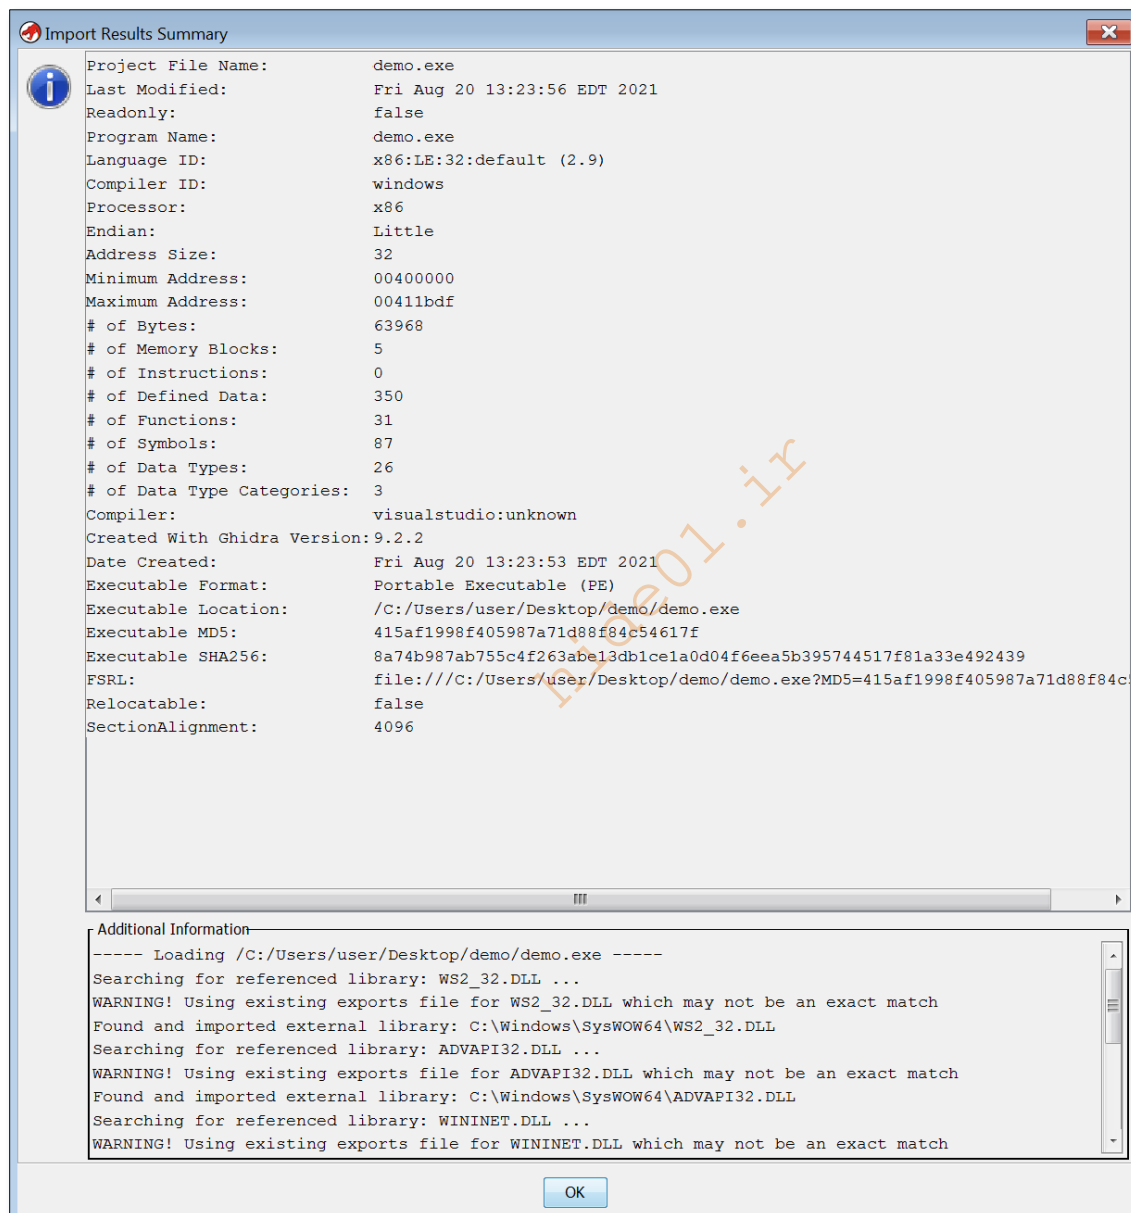 Import Results Summary
Project File Name: demo.exe
Last Modified: Fri Aug 20 13:23:56 EDT 2021
Readonly: false
Program Name: demo.exe
Language ID: x86:LE:32:default (2.9)
Compiler ID: windows
Processor: x86
Endian: Little
Address Size: 32
Minimum Address: 00400000
Maximum Address: 00411bdf
# of Bytes: 63968
# of Memory Blocks: 5
# of Instructions: 0
# of Defined Data: 350
# of Functions: 31
# of Symbols: 87
# of Data Types: 26
# of Data Type Categories: 3
Compiler: visualstudio:unknown
Created With Ghidra Version: 9.2.2
Date Created: Fri Aug 20 13:23:53 EDT 2021
Executable Format: Portable Executable (PE)
Executable Location: /C:/Users/user/Desktop/demo/demo.exe
Executable MD5: 415af1998f405987a71d88f84c54617f
Executable SHA256: 8a74b987ab755c4f263abe13db1ce1a0d04f6eea5b395744517f81a33e492439
FSRL: file:///C:/Users/user/Desktop/demo/demo.exe?MD5=415af1998f405987a71d88f84c5
Relocatable: false
SectionAlignment: 4096
hide01.ir
Additional Information
----- Loading /C:/Users/user/Desktop/demo/demo.exe -----
Searching for referenced library: WS2_32.DLL ...
WARNING! Using existing exports file for WS2_32.DLL which may not be an exact match
Found and imported external library: C:\Windows\SysWOW64\WS2_32.DLL
Searching for referenced library: ADVAPI32.DLL ...
WARNING! Using existing exports file for ADVAPI32.DLL which may not be an exact match
Found and imported external library: C:\Windows\SysWOW64\ADVAPI32.DLL
Searching for referenced library: WININET.DLL ...
WARNING! Using existing exports file for WININET.DLL which may not be an exact match
OK